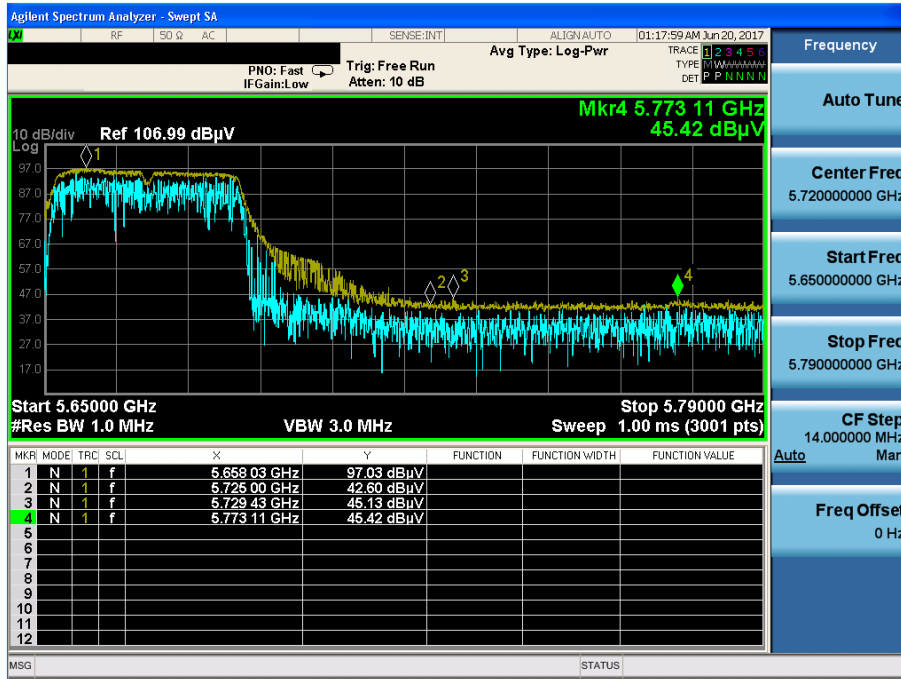 Agilent Spectrum Analyzer - Swept SA
LXI RF 50 Ω AC SENSE:INT ALIGN AUTO 01:17:59 AM Jun 20, 2017
Avg Type: Log-Pwr TRACE 1 2 3 4 5 6
PNO: Fast Trig: Free Run TYPE M W W W W W
IFGain:Low Atten: 10 dB DET P P N N N N
Mkr4 5.773 11 GHz
45.42 dBµV
10 dB/div Ref 106.99 dBµV
Log
97.0
87.0
77.0
67.0
57.0
47.0
37.0
27.0
17.0
1
2
3
4
Start 5.65000 GHz Stop 5.79000 GHz
#Res BW 1.0 MHz VBW 3.0 MHz Sweep 1.00 ms (3001 pts)
MKR MODE TRC SCL X Y FUNCTION FUNCTION WIDTH FUNCTION VALUE
1 N 1 f 5.658 03 GHz 97.03 dBµV
2 N 1 f 5.725 00 GHz 42.60 dBµV
3 N 1 f 5.729 43 GHz 45.13 dBµV
4 N 1 f 5.773 11 GHz 45.42 dBµV
5
6
7
8
9
10
11
12
MSG STATUS
Frequency
Auto Tune
Center Freq
5.720000000 GHz
Start Freq
5.650000000 GHz
Stop Freq
5.790000000 GHz
CF Step
14.000000 MHz
Auto Man
Freq Offset
0 Hz